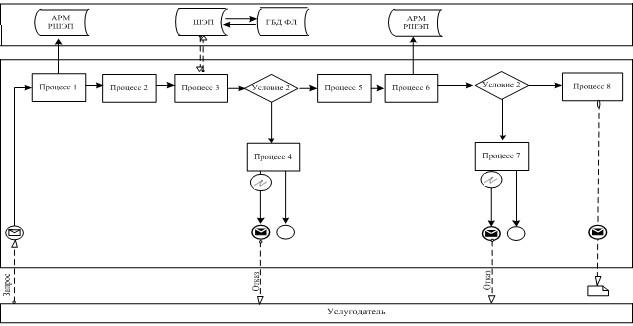 АРМ
РШЭП
ШЭП
ГБД ФЛ
АРМ
РШЭП
Процесс 1
Процесс 2
Процесс 3
Условие 2
Процесс 5
Процесс 6
Условие 2
Процесс 8
Процесс 4
Процесс 7
Запрос
Отказ
Отказ
Услугодатель